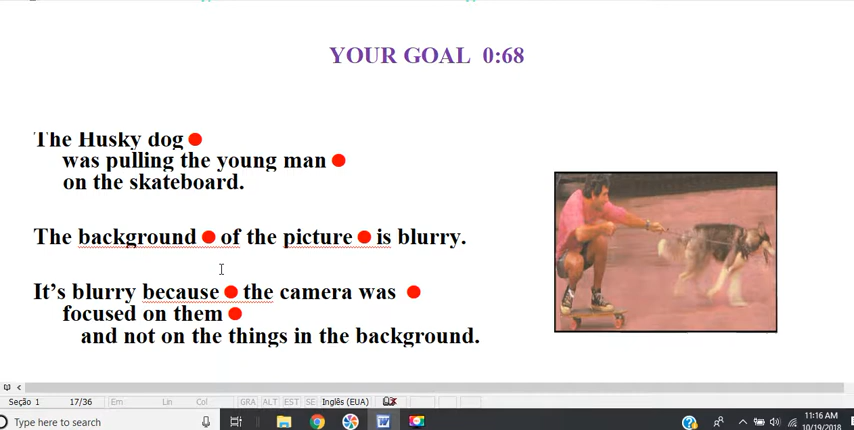 YOUR GOAL 0:68
The Husky dog
was pulling the young man
on the skateboard.
The background of the picture is blurry.
It's blurry because the camera was
focused on them
and not on the things in the background.
Seção 1 17/36 Em Lin Col GRA ALT EST SE Inglês (EUA)
Type here to search
11:16 AM
10/19/2018